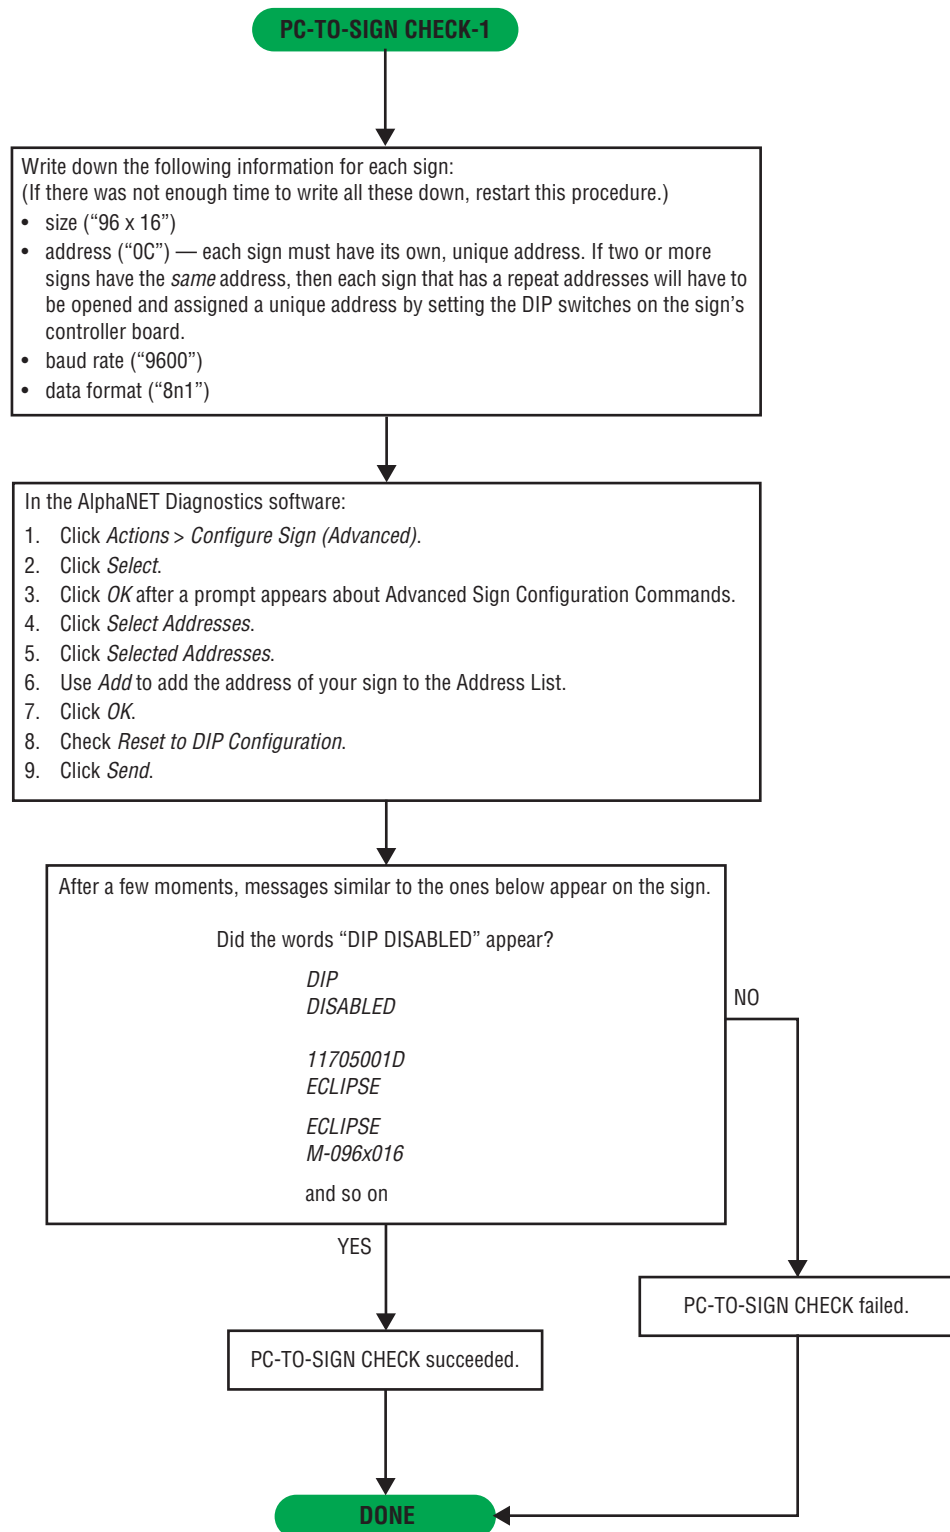 PC-TO-SIGN CHECK-1
Write down the following information for each sign:
(If there was not enough time to write all these down, restart this procedure.)
• size (“96 x 16”)
• address (“0C”) — each sign must have its own, unique address. If two or more
signs have the same address, then each sign that has a repeat addresses will have to
be opened and assigned a unique address by setting the DIP switches on the sign’s
controller board.
• baud rate (“9600”)
• data format (“8n1”)
In the AlphaNET Diagnostics software:
1. Click Actions > Configure Sign (Advanced).
2. Click Select.
3. Click OK after a prompt appears about Advanced Sign Configuration Commands.
4. Click Select Addresses.
5. Click Selected Addresses.
6. Use Add to add the address of your sign to the Address List.
7. Click OK.
8. Check Reset to DIP Configuration.
9. Click Send.
After a few moments, messages similar to the ones below appear on the sign.
Did the words “DIP DISABLED” appear?
DIP
DISABLED
11705001D
ECLIPSE
ECLIPSE
M-096x016
and so on
NO
YES
PC-TO-SIGN CHECK failed.
PC-TO-SIGN CHECK succeeded.
DONE